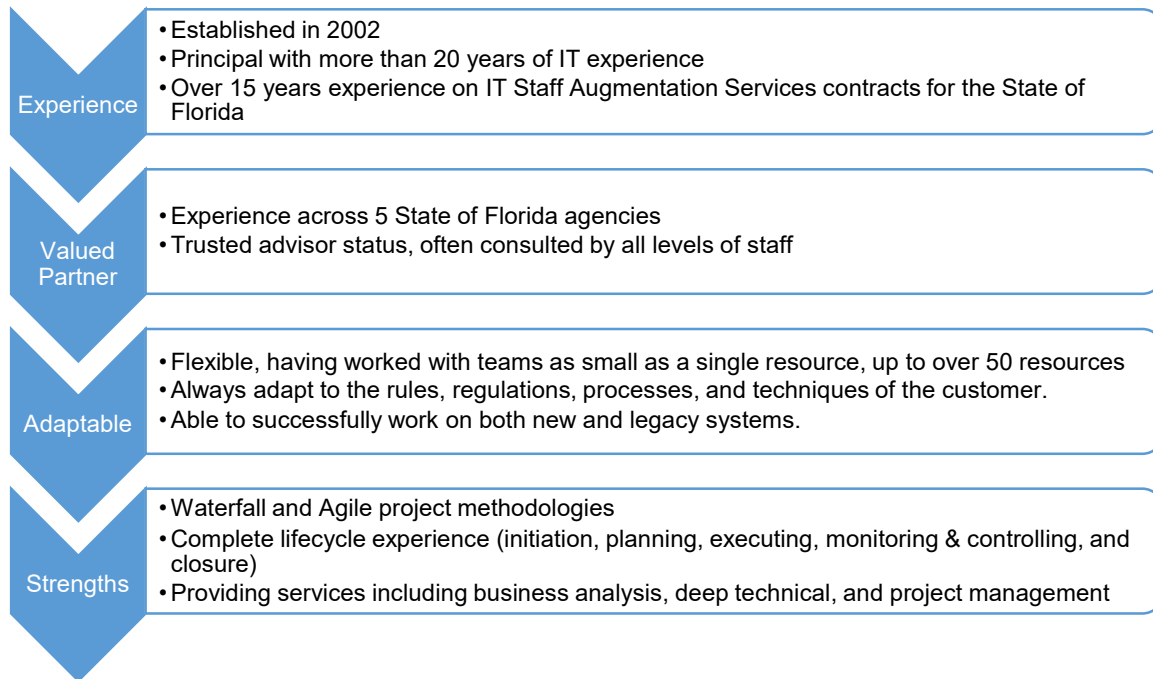 Experience
• Established in 2002
• Principal with more than 20 years of IT experience
• Over 15 years experience on IT Staff Augmentation Services contracts for the State of
Florida
Valued
Partner
• Experience across 5 State of Florida agencies
• Trusted advisor status, often consulted by all levels of staff
Adaptable
• Flexible, having worked with teams as small as a single resource, up to over 50 resources
• Always adapt to the rules, regulations, processes, and techniques of the customer.
• Able to successfully work on both new and legacy systems.
Strengths
• Waterfall and Agile project methodologies
• Complete lifecycle experience (initiation, planning, executing, monitoring & controlling, and
closure)
• Providing services including business analysis, deep technical, and project management